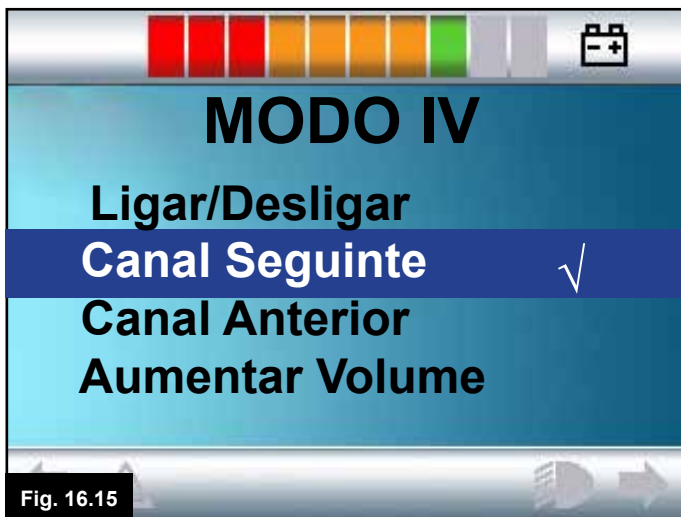 MODO IV
Ligar/Desligar
Canal Seguinte √
Canal Anterior
Aumentar Volume
Fig. 16.15